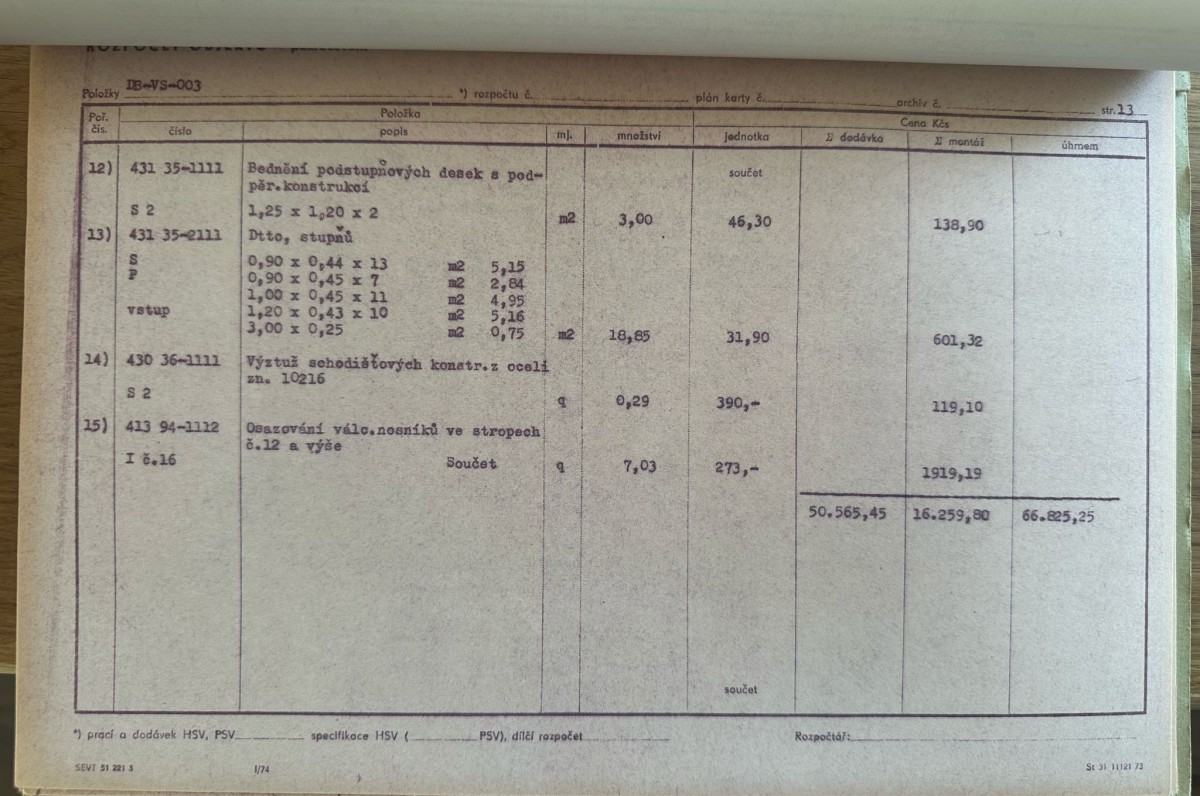 Položky DB-VS-003 *) rozpočtu č. plán karty č. archiv č. str. 13
Poř. čís. Položka Cena Kčs
číslo popis mj. množství jednotka Σ dodávka Σ montáž úhrnem
12) 431 35-1111 Bednění podstupňových desek s pod- součet
pěr.konstrukcí
S 2 1,25 x 1,20 x 2 m2 3,00 46,30 138,90
13) 431 35-2111 Dtto, stupňů
S 0,90 x 0,44 x 13 m2 5,15
P 0,90 x 0,45 x 7 m2 2,84
1,00 x 0,45 x 11 m2 4,95
vstup 1,20 x 0,43 x 10 m2 5,16
3,00 x 0,25 m2 0,75 m2 18,85 31,90 601,32
14) 430 36-1111 Výztuž schodišťových konstr.z oceli
zn. 10216
S 2 q 0,29 390,- 119,10
15) 413 94-1112 Osazování válc.nosníků ve stropech
č.12 a výše
I č.16 Součet q 7,03 273,- 1919,19
50.565,45 16.259,80 66.825,25
součet
*) prací a dodávek HSV, PSV specifikace HSV ( PSV), dílčí rozpočet Rozpočtář:
SEVT 51 221 5 I/74 St 31 11121 73